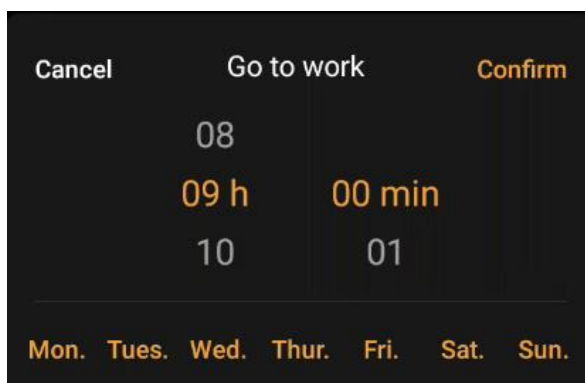 Cancel Go to work Confirm
08
09 h 00 min
10 01
Mon. Tues. Wed. Thur. Fri. Sat. Sun.